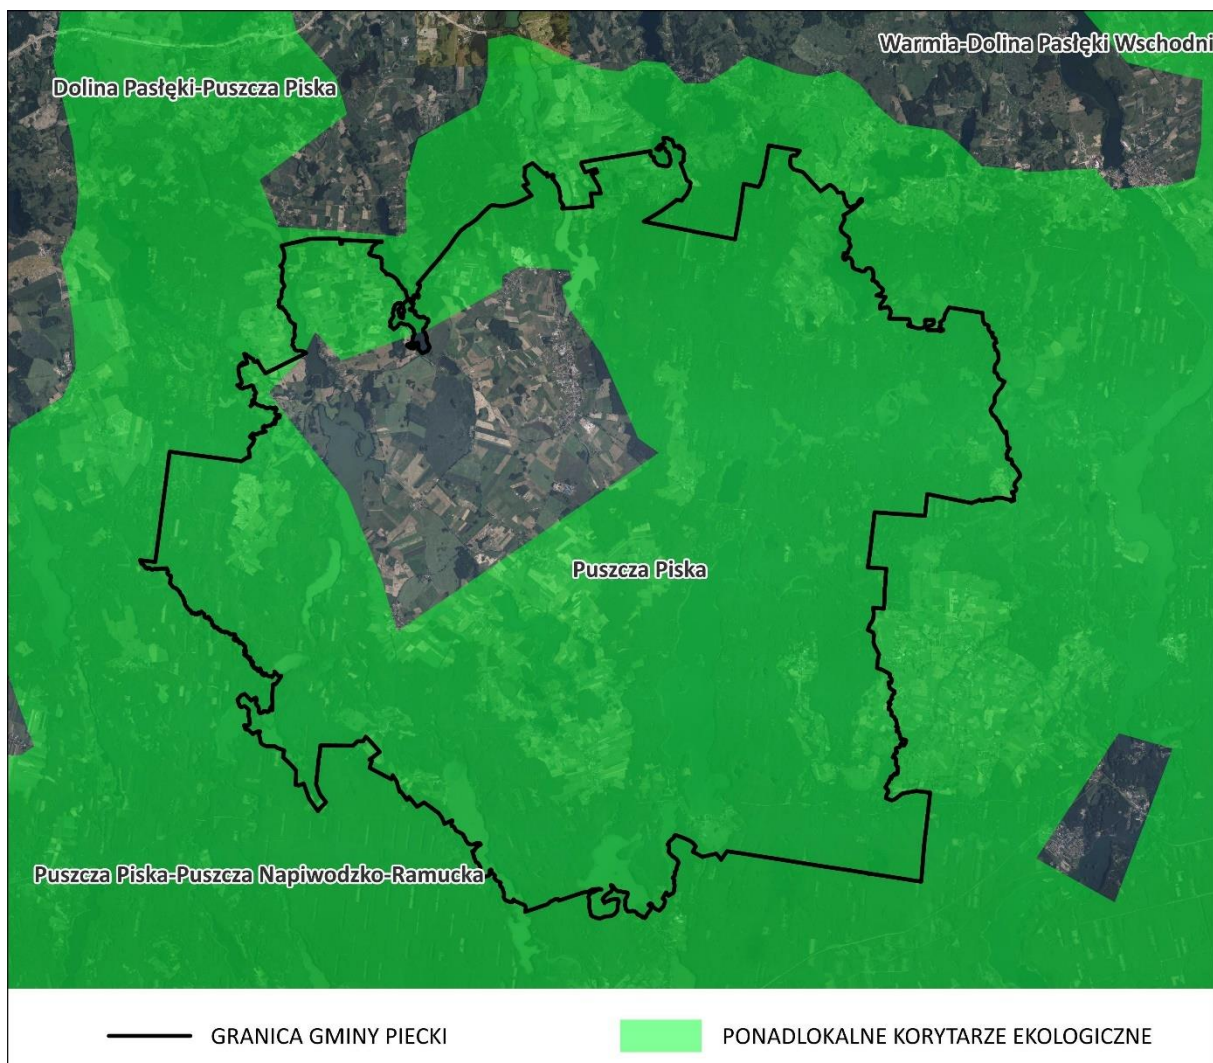 Warmia-Dolina Pasłęki Wschodni
Dolina Pasłęki-Puszcza Piska
Puszcza Piska
Puszcza Piska-Puszcza Napiwodzko-Ramucka
GRANICA GMINY PIECKI
PONADLOKALNE KORYTARZE EKOLOGICZNE